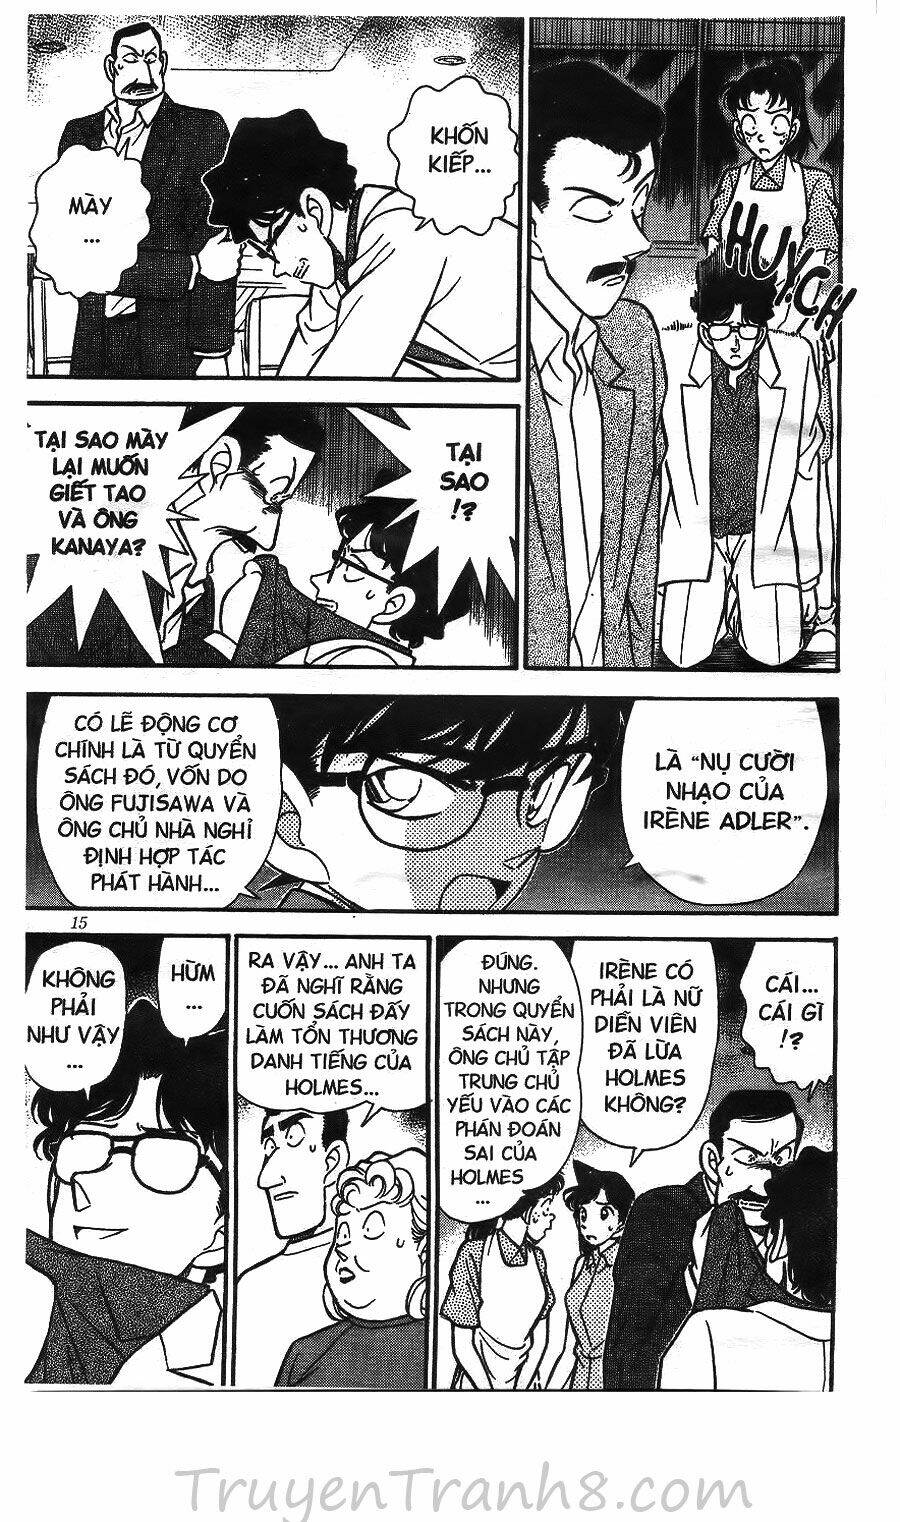 HUỴCH
KHỐN
KIẾP...
MÀY
...
TẠI
SAO
!?
TẠI SAO MÀY
LẠI MUỐN
GIẾT TAO
VÀ ÔNG
KANAYA?
LÀ “NỤ CƯỜI
NHẠO CỦA
IRÈNE ADLER”.
CÓ LẼ ĐỘNG CƠ
CHÍNH LÀ TỪ QUYỂN
SÁCH ĐÓ, VỐN DO
ÔNG FUJISAWA VÀ
ÔNG CHỦ NHÀ NGHỈ
ĐỊNH HỢP TÁC
PHÁT HÀNH...
15
CÁI...
CÁI GÌ
!?
IRÈNE CÓ
PHẢI LÀ NỮ
DIỄN VIÊN
ĐÃ LỪA
HOLMES
KHÔNG?
ĐÚNG.
NHƯNG
TRONG QUYỂN
SÁCH NÀY,
ÔNG CHỦ TẬP
TRUNG CHỦ
YẾU VÀO CÁC
PHÁN ĐOÁN
SAI CỦA
HOLMES
...
RA VẬY... ANH TA
ĐÃ NGHĨ RẰNG
CUỐN SÁCH ĐẤY
LÀM TỔN THƯƠNG
DANH TIẾNG CỦA
HOLMES...
HỪM
...
KHÔNG
PHẢI
NHƯ VẬY
...
TruyenTranh8.com